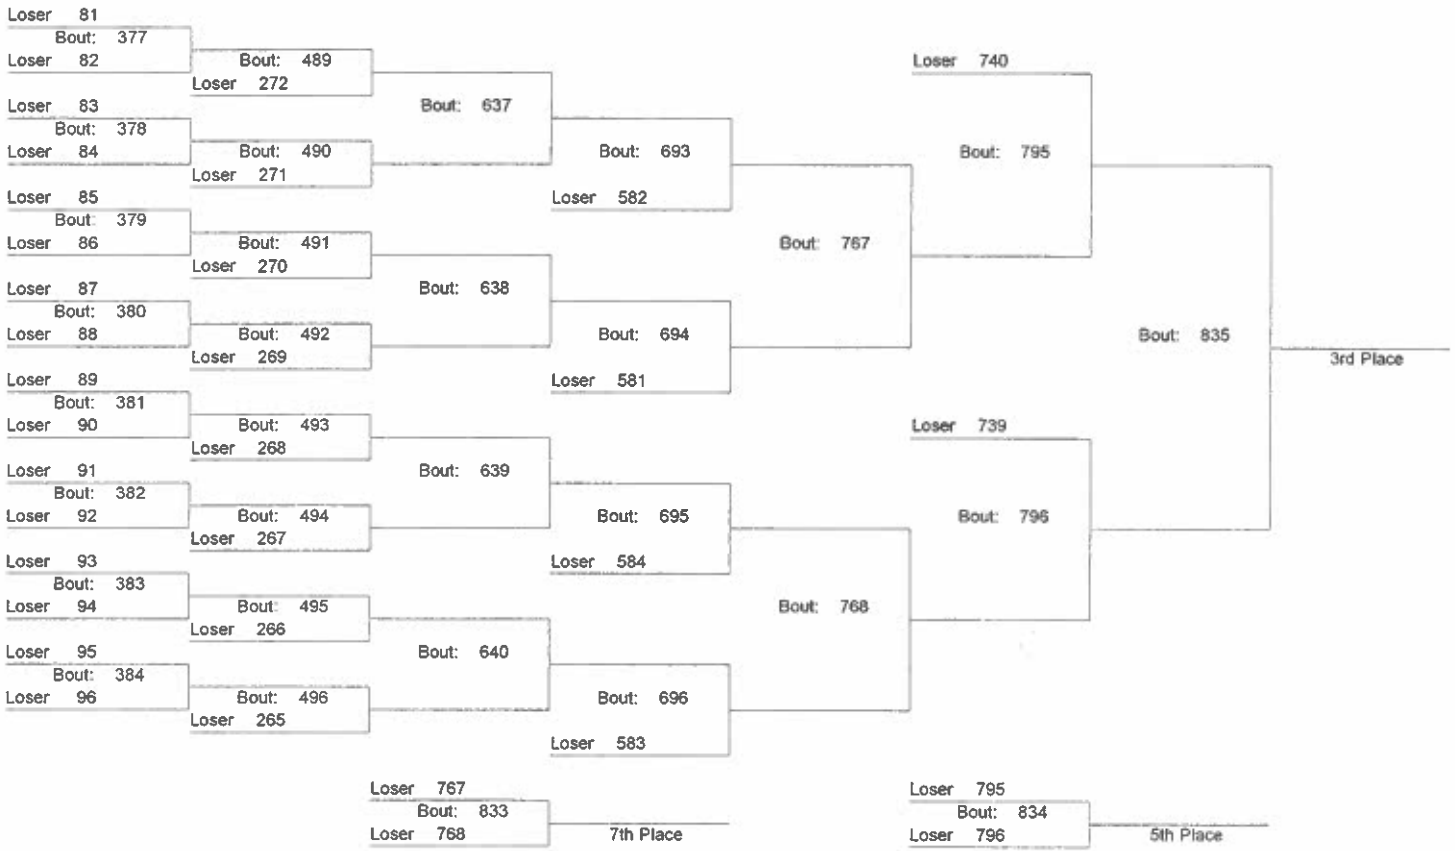 Loser 81
Bout: 377
Loser 82
Bout: 489
Loser 272
Loser 83
Bout: 378
Loser 84
Bout: 490
Loser 271
Bout: 637
Loser 85
Bout: 379
Loser 86
Bout: 491
Loser 270
Loser 87
Bout: 380
Loser 88
Bout: 492
Loser 269
Bout: 638
Loser 89
Bout: 381
Loser 90
Bout: 493
Loser 268
Loser 91
Bout: 382
Loser 92
Bout: 494
Loser 267
Bout: 639
Loser 93
Bout: 383
Loser 94
Bout: 495
Loser 266
Loser 95
Bout: 384
Loser 96
Bout: 496
Loser 265
Bout: 640
Bout: 693
Loser 582
Bout: 694
Loser 581
Bout: 695
Loser 584
Bout: 696
Loser 583
Bout: 767
Bout: 768
Loser 740
Bout: 795
Loser 739
Bout: 796
Bout: 835
3rd Place
Loser 767
Bout: 833
Loser 768
7th Place
Loser 795
Bout: 834
Loser 796
5th Place